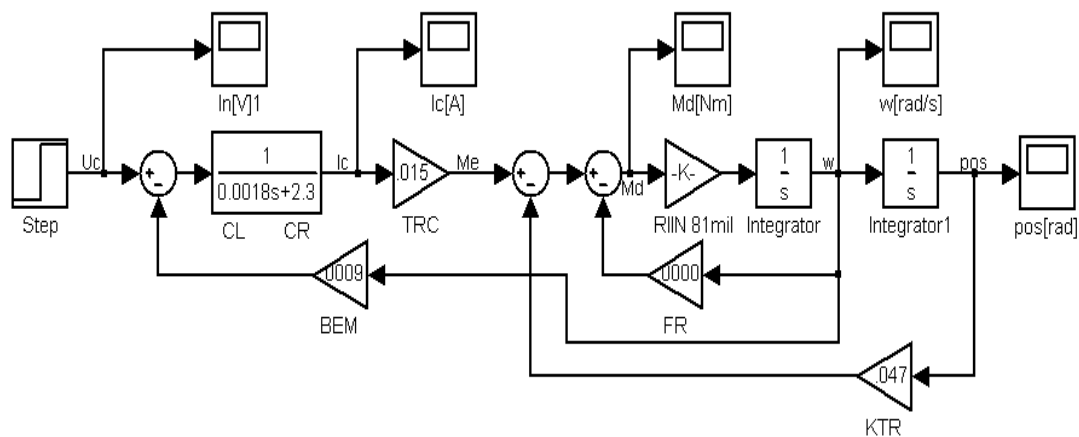 In[V]1
Ic[A]
Md[Nm]
w[rad/s]
Uc
Ic
Me
Md
w
pos
1
0.0018s+2.3
.015
-K-
1
s
1
s
Step
CL
CR
TRC
RIIN 81mil
Integrator
Integrator1
pos[rad]
.0009
0000
BEM
FR
.047
KTR